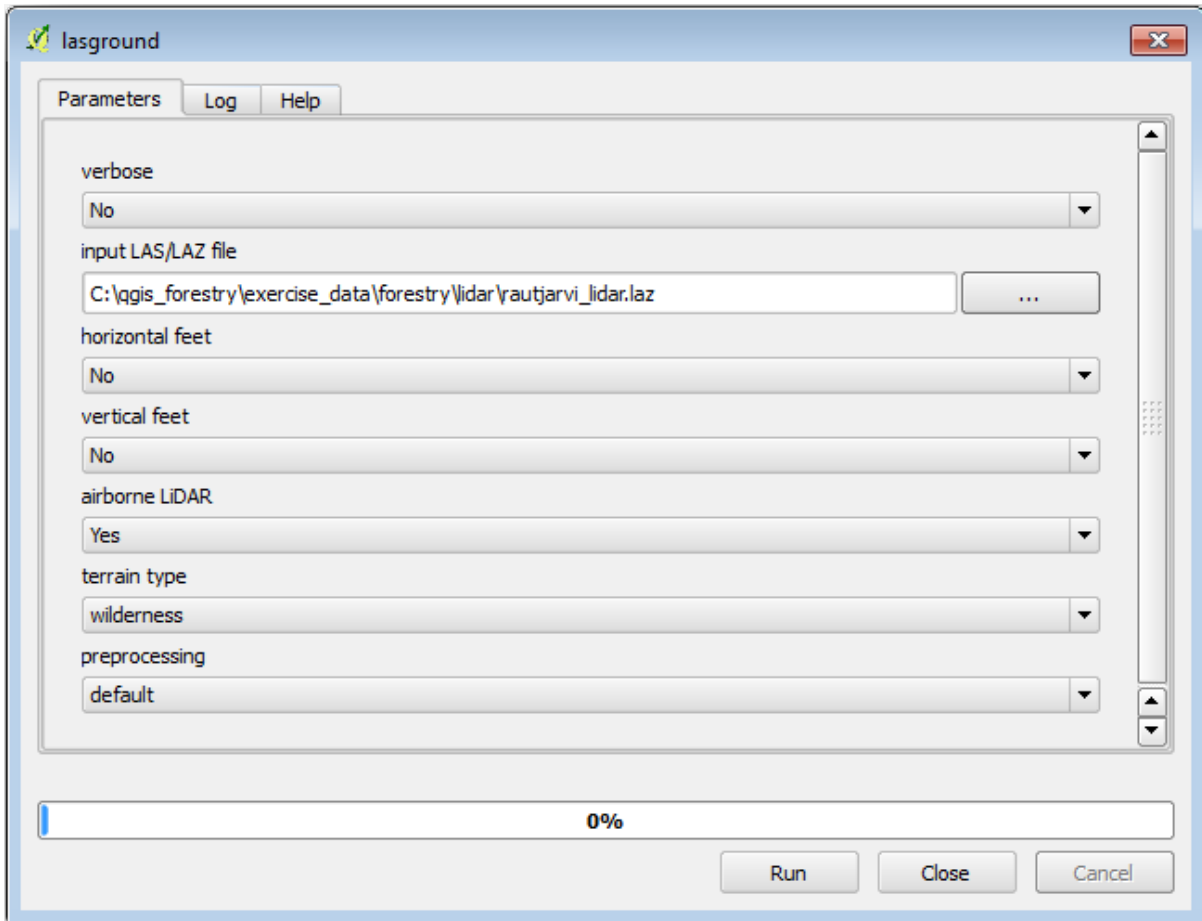 lasground
Parameters Log Help
verbose
No
input LAS/LAZ file
C:\qgis_forestry\exercise_data\forestry\lidar\rautjarvi_lidar.laz ...
horizontal feet
No
vertical feet
No
airborne LiDAR
Yes
terrain type
wilderness
preprocessing
default
0%
Run Close Cancel